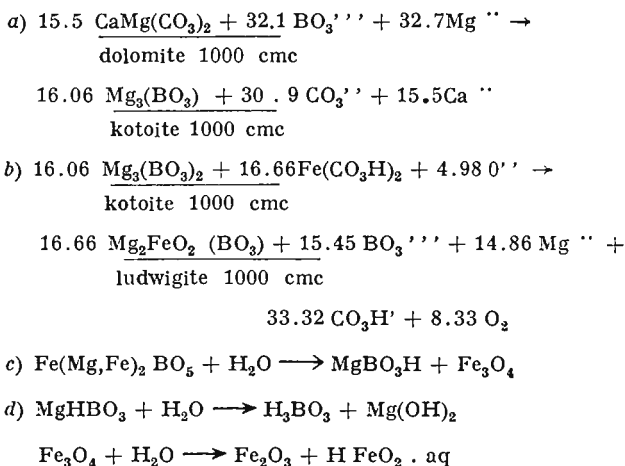 a) 15.5 CaMg(CO₃)₂ + 32.1 BO₃’’’ + 32.7Mg ¨ →
dolomite 1000 cmc
16.06 Mg₃(BO₃) + 30 . 9 CO₃’’ + 15.5Ca ¨
kotoite 1000 cmc
b) 16.06 Mg₃(BO₃)₂ + 16.66Fe(CO₃H)₂ + 4.98 0’’ →
kotoite 1000 cmc
16.66 Mg₂FeO₂ (BO₃) + 15.45 BO₃’’’ + 14.86 Mg ¨ +
ludwigite 1000 cmc
33.32 CO₃H’ + 8.33 O₂
c) Fe(Mg,Fe)₂ BO₅ + H₂O ⟶ MgBO₃H + Fe₃O₄
d) MgHBO₃ + H₂O ⟶ H₃BO₃ + Mg(OH)₂
Fe₃O₄ + H₂O ⟶ Fe₂O₃ + H FeO₂ . aq